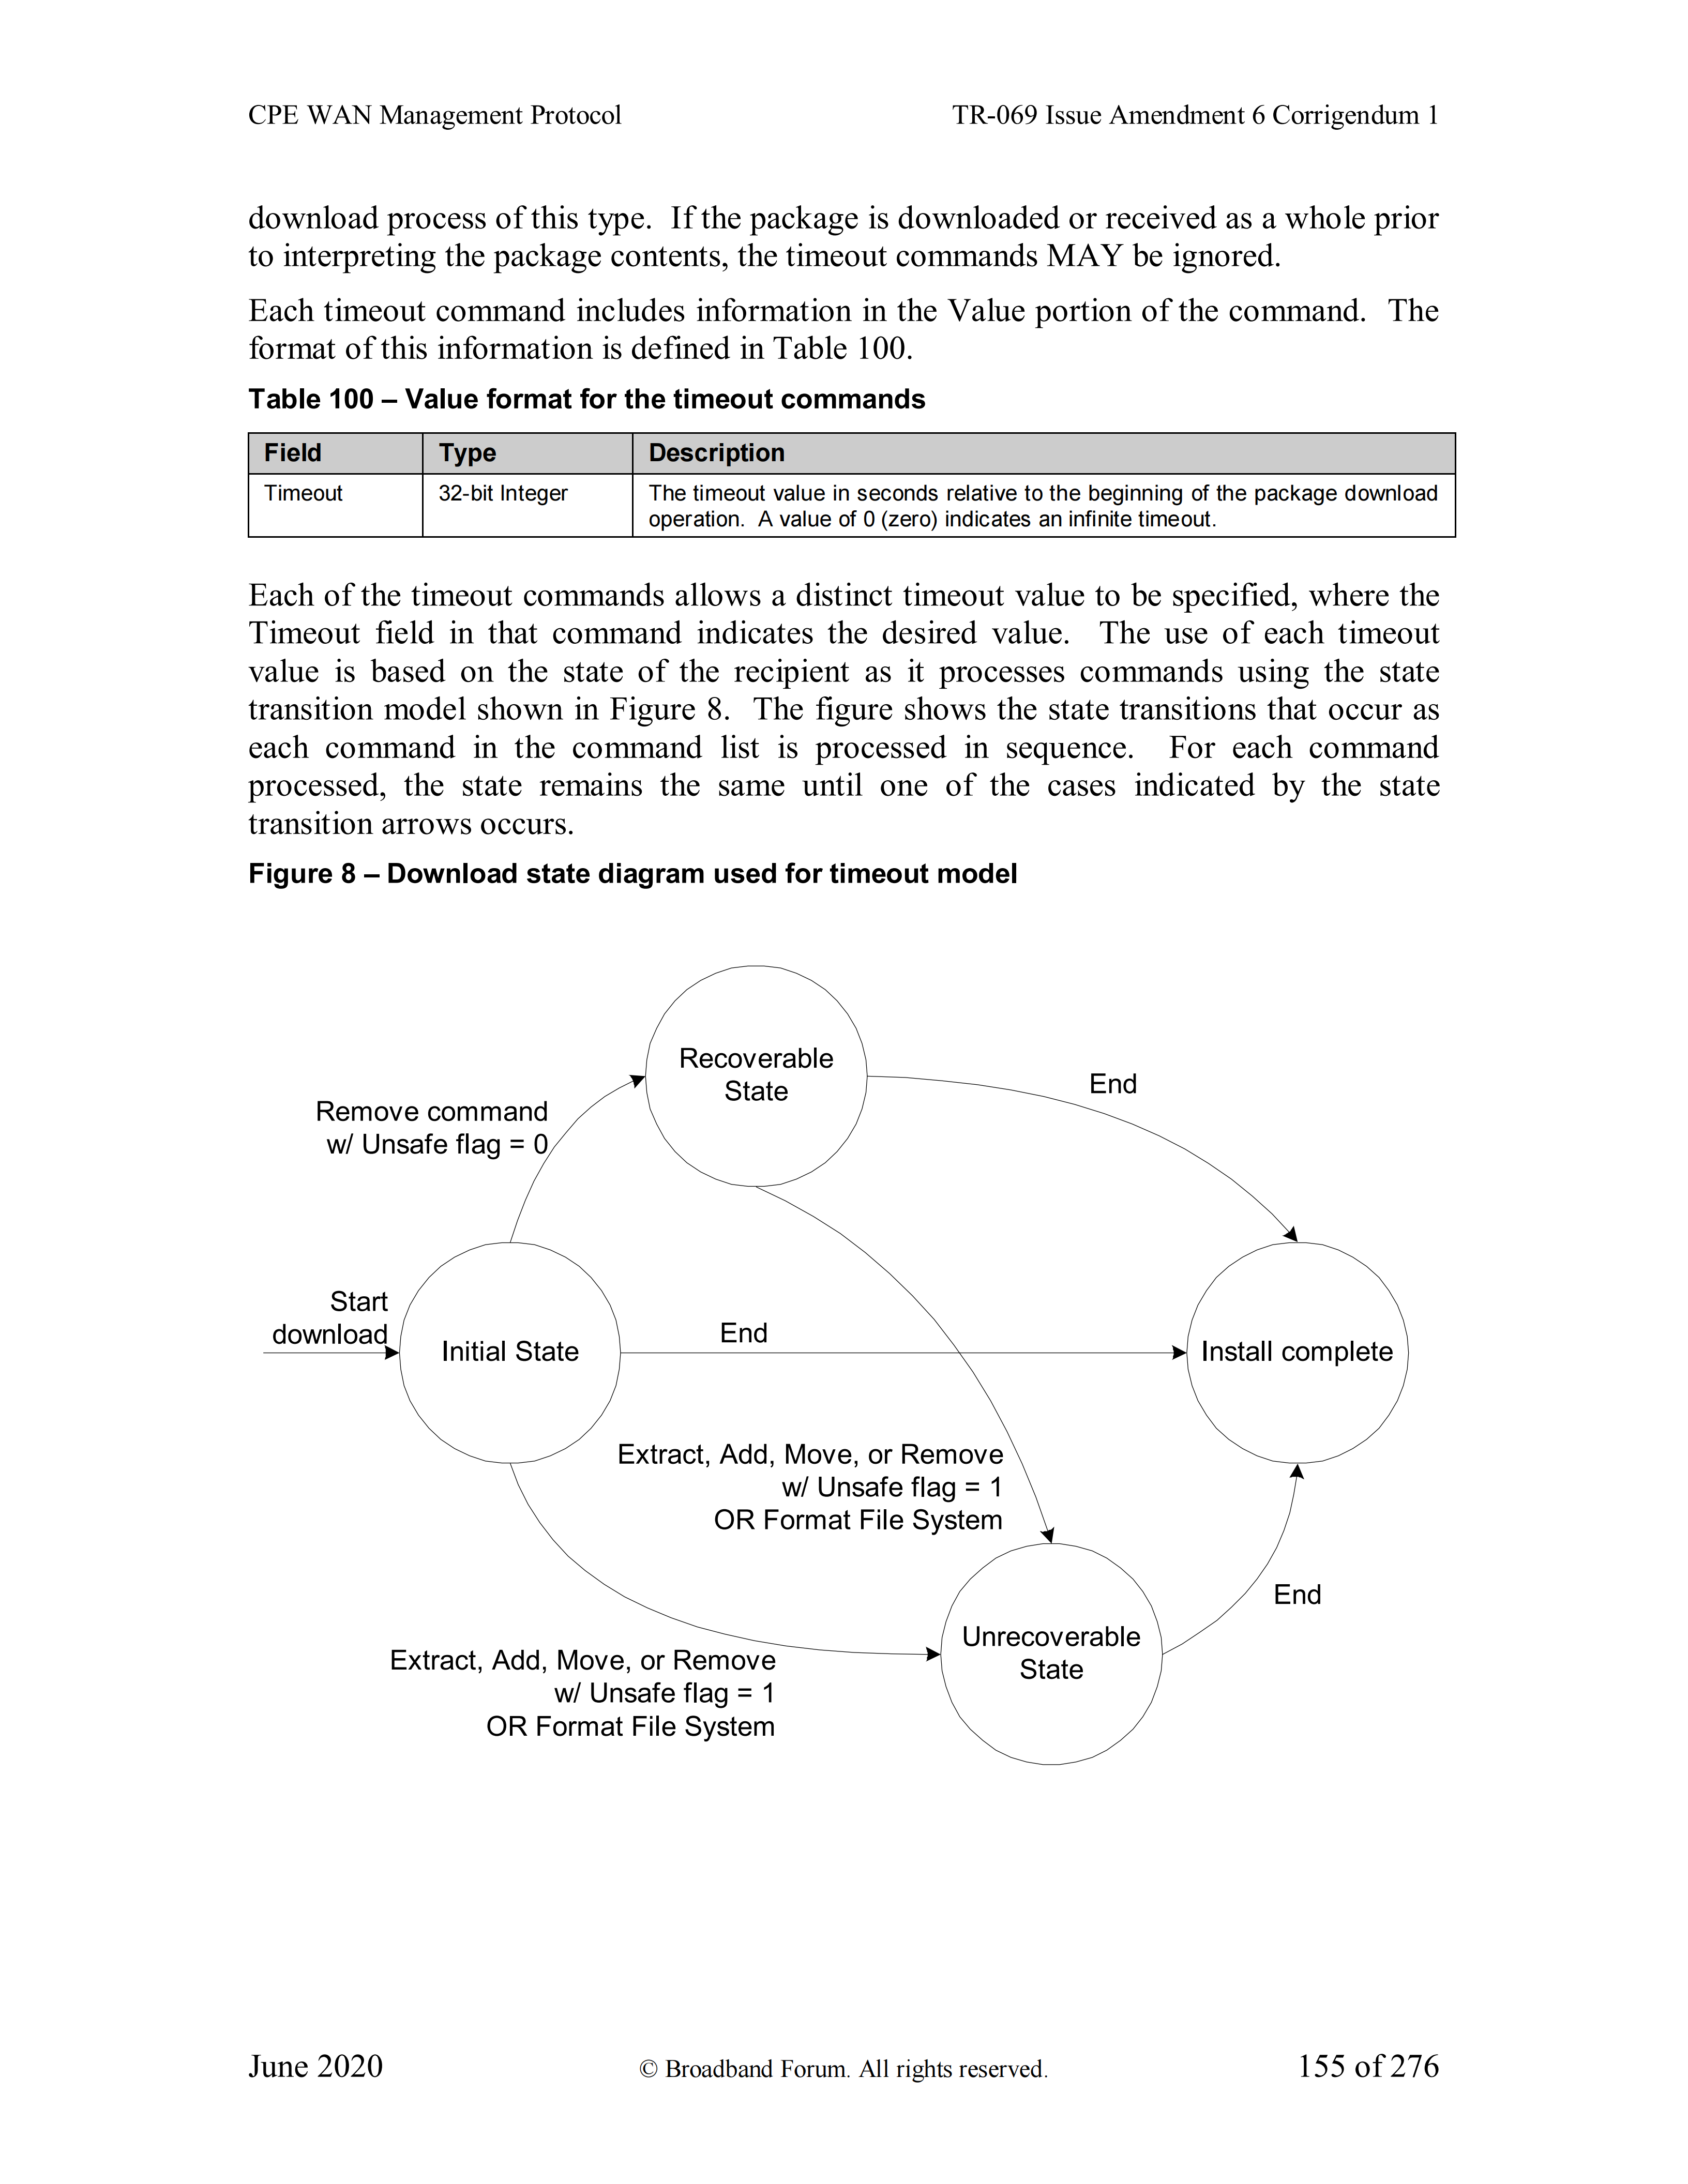 CPE WAN Management Protocol TR-069 Issue Amendment 6 Corrigendum 1
download process of this type. If the package is downloaded or received as a whole prior
to interpreting the package contents, the timeout commands MAY be ignored.
Each timeout command includes information in the Value portion of the command. The
format of this information is defined in Table 100.
Table 100 – Value format for the timeout commands
Field Type Description
Timeout 32-bit Integer The timeout value in seconds relative to the beginning of the package download
operation. A value of 0 (zero) indicates an infinite timeout.
Each of the timeout commands allows a distinct timeout value to be specified, where the
Timeout field in that command indicates the desired value. The use of each timeout
value is based on the state of the recipient as it processes commands using the state
transition model shown in Figure 8. The figure shows the state transitions that occur as
each command in the command list is processed in sequence. For each command
processed, the state remains the same until one of the cases indicated by the state
transition arrows occurs.
Figure 8 – Download state diagram used for timeout model
Recoverable
State
End
Remove command
w/ Unsafe flag = 0
Start
download
Initial State
End
Install complete
Extract, Add, Move, or Remove
w/ Unsafe flag = 1
OR Format File System
End
Unrecoverable
State
Extract, Add, Move, or Remove
w/ Unsafe flag = 1
OR Format File System
June 2020 © Broadband Forum. All rights reserved. 155 of 276